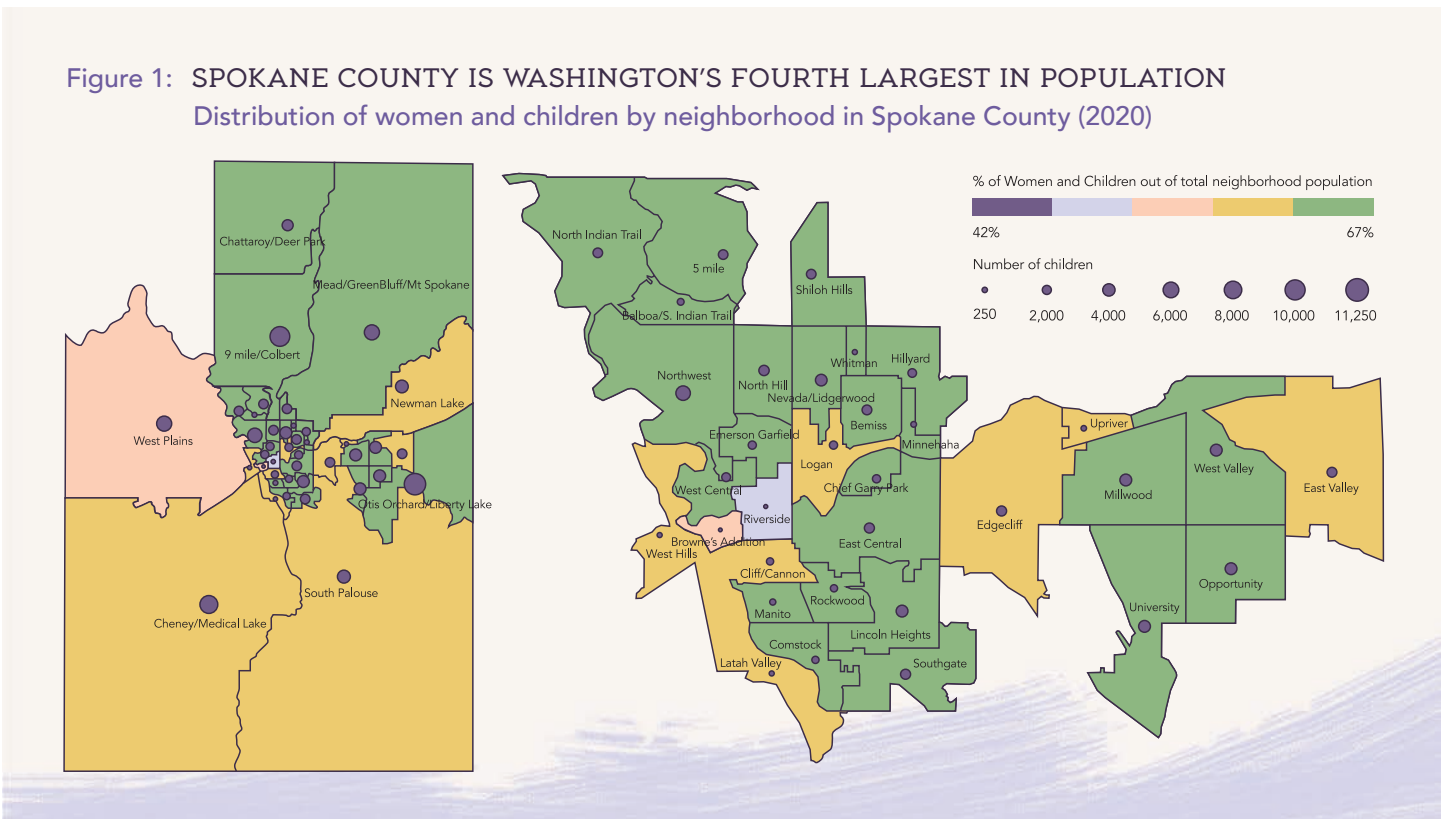 Figure 1: SPOKANE COUNTY IS WASHINGTON'S FOURTH LARGEST IN POPULATION
Distribution of women and children by neighborhood in Spokane County (2020)
% of Women and Children out of total neighborhood population
42% 67%
Number of children
250 2,000 4,000 6,000 8,000 10,000 11,250
Chattaroy/Deer Park
Mead/GreenBluff/Mt Spokane
9 mile/Colbert
Newman Lake
West Plains
Otis Orchard/Liberty Lake
South Palouse
Cheney/Medical Lake
North Indian Trail
5 mile
Shiloh Hills
Balboa/S. Indian Trail
Whitman
Hillyard
Northwest
North Hill
Nevada/Lidgerwood
Bemiss
Minnehaha
Emerson Garfield
Logan
West Central
Chief Garry Park
Riverside
Browne's Addition
West Hills
East Central
Cliff/Cannon
Rockwood
Manito
Lincoln Heights
Comstock
Latah Valley
Southgate
Upriver
West Valley
East Valley
Millwood
Edgecliff
Opportunity
University